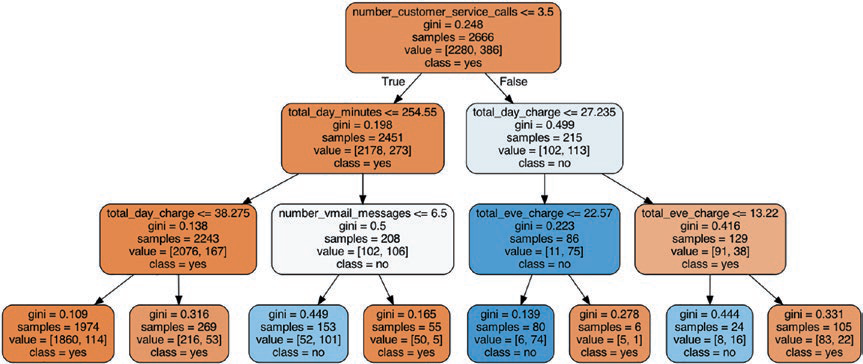 number_customer_service_calls <= 3.5
gini = 0.248
samples = 2666
value = [2280, 386]
class = yes
True
False
total_day_minutes <= 254.55
gini = 0.198
samples = 2451
value = [2178, 273]
class = yes
total_day_charge <= 27.235
gini = 0.499
samples = 215
value = [102, 113]
class = no
total_day_charge <= 38.275
gini = 0.138
samples = 2243
value = [2076, 167]
class = yes
number_vmail_messages <= 6.5
gini = 0.5
samples = 208
value = [102, 106]
class = no
total_eve_charge <= 22.57
gini = 0.223
samples = 86
value = [11, 75]
class = no
total_eve_charge <= 13.22
gini = 0.416
samples = 129
value = [91, 38]
class = yes
gini = 0.109
samples = 1974
value = [1860, 114]
class = yes
gini = 0.316
samples = 269
value = [216, 53]
class = yes
gini = 0.449
samples = 153
value = [52, 101]
class = no
gini = 0.165
samples = 55
value = [50, 5]
class = yes
gini = 0.139
samples = 80
value = [6, 74]
class = no
gini = 0.278
samples = 6
value = [5, 1]
class = yes
gini = 0.444
samples = 24
value = [8, 16]
class = no
gini = 0.331
samples = 105
value = [83, 22]
class = yes